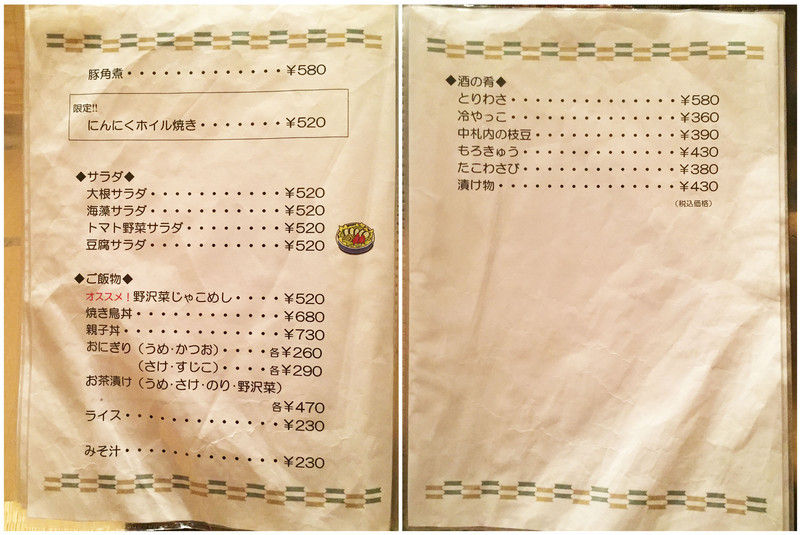 豚角煮・・・・・・・・・・・・・¥580
限定!!
にんにくホイル焼き・・・・・・・¥520
◆サラダ◆
大根サラダ・・・・・・・・・・・¥520
海藻サラダ・・・・・・・・・・・¥520
トマト野菜サラダ・・・・・・・・¥520
豆腐サラダ・・・・・・・・・・・¥520
◆ご飯物◆
オススメ!野沢菜じゃこめし・・・・¥520
焼き鳥丼・・・・・・・・・・・・¥680
親子丼・・・・・・・・・・・・・¥730
おにぎり（うめ・かつお）・・・・各¥260
（さけ・すじこ）・・・・各¥290
お茶漬け（うめ・さけ・のり・野沢菜）
各¥470
ライス・・・・・・・・・・・・・¥230
みそ汁・・・・・・・・・・・・・¥230
◆酒の肴◆
とりわさ・・・・・・・・・・・・・・¥580
冷やっこ・・・・・・・・・・・・・・¥360
中札内の枝豆・・・・・・・・・・・・¥390
もろきゅう・・・・・・・・・・・・・¥430
たこわさび・・・・・・・・・・・・・¥380
漬け物・・・・・・・・・・・・・・・¥430
（税込価格）